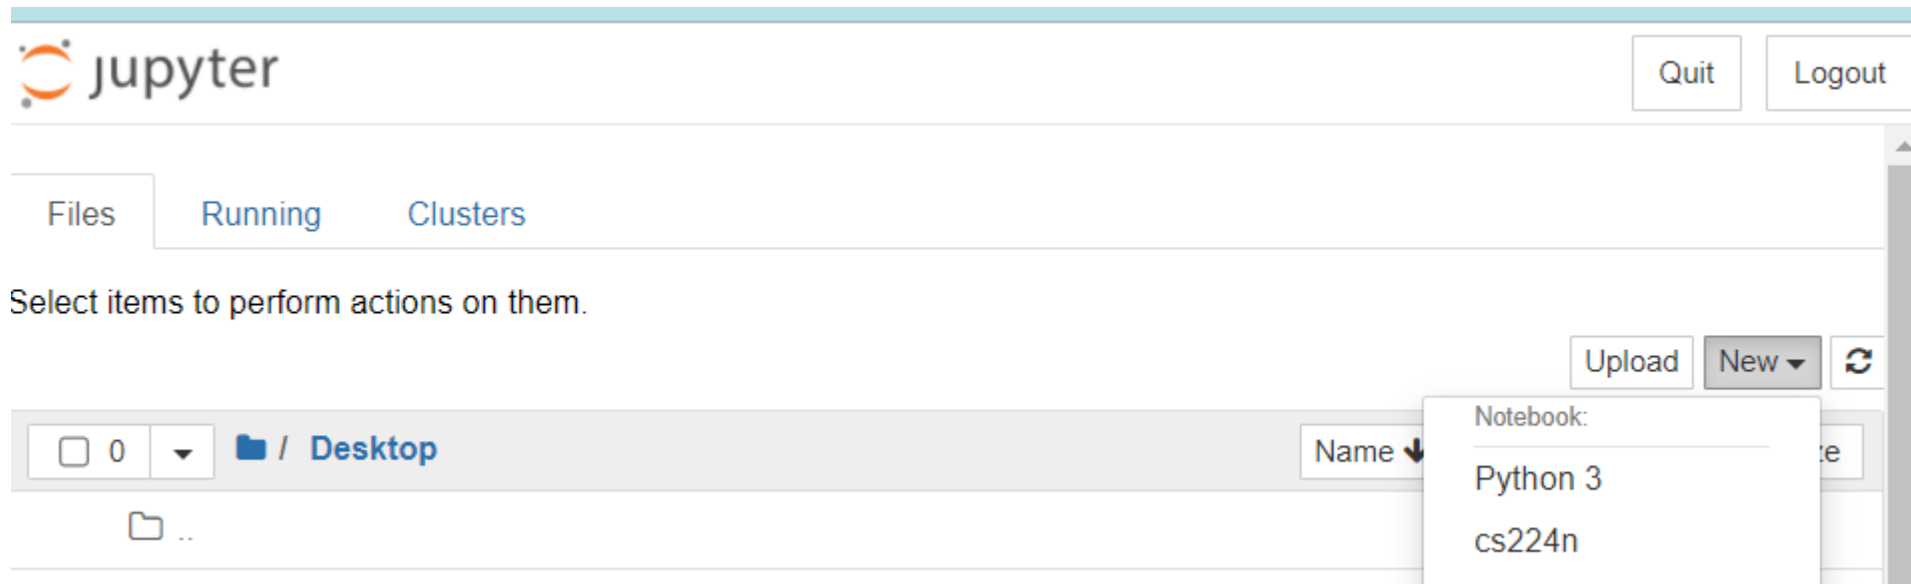 jupyter
Quit Logout
Files Running Clusters
Select items to perform actions on them.
Upload New
0 / Desktop Name
Notebook:
Python 3
..
cs224n